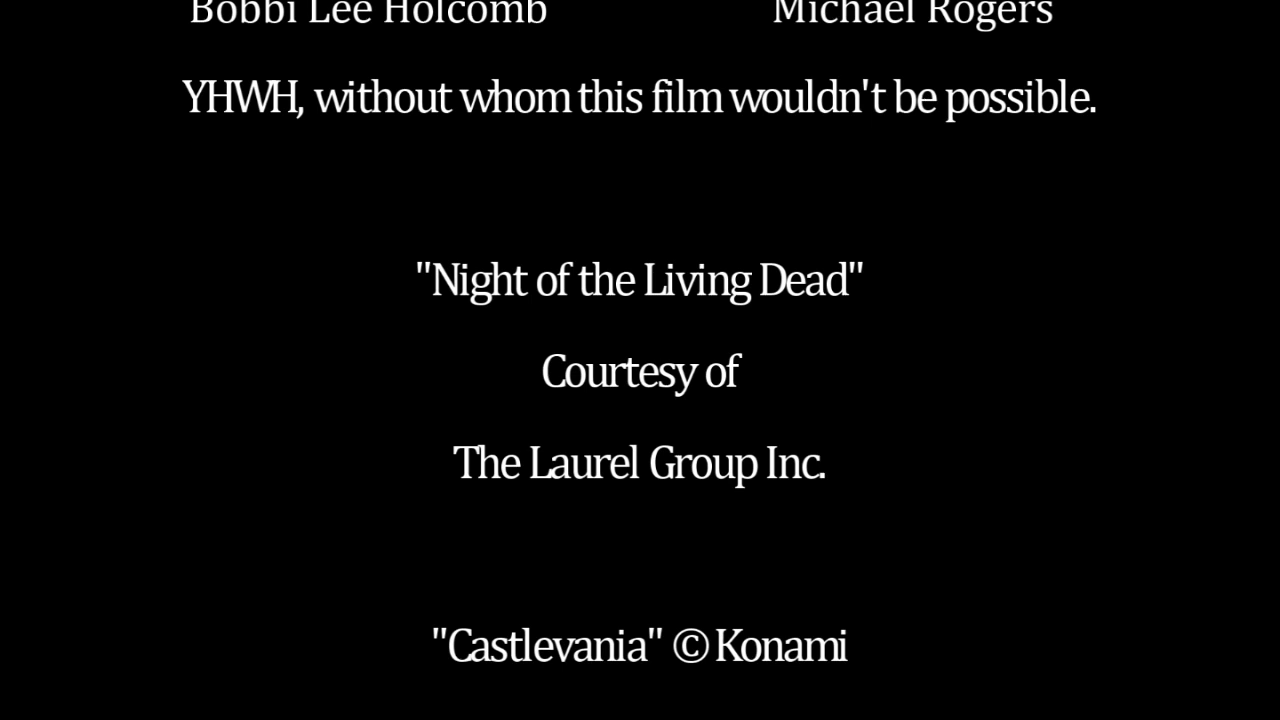 Bobbi Lee Holcomb Michael Rogers
YHWH, without whom this film wouldn't be possible.
"Night of the Living Dead"
Courtesy of
The Laurel Group Inc.
"Castlevania" © Konami